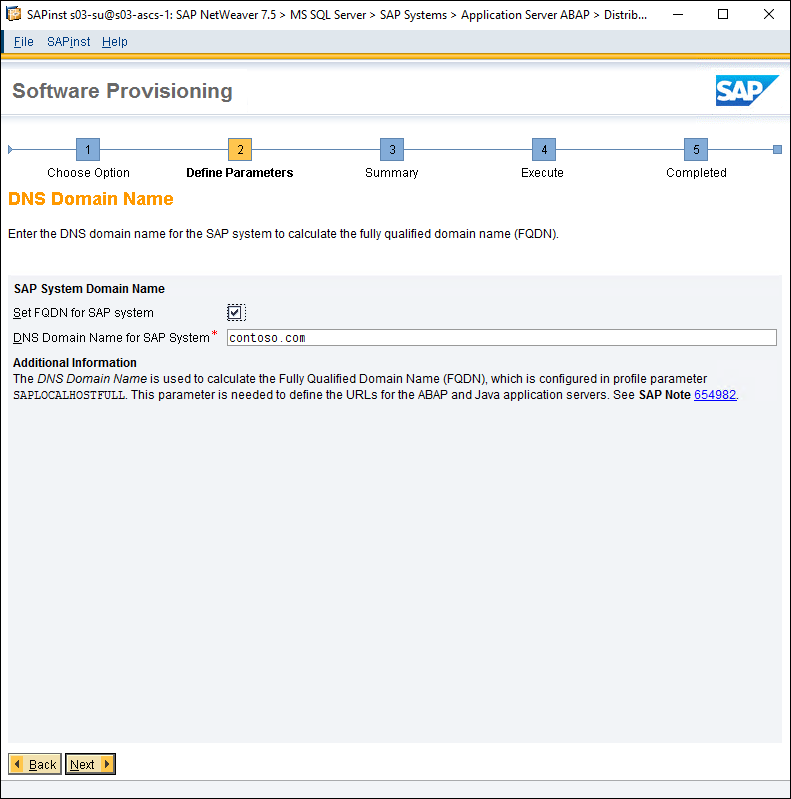 SAPinst s03-su@s03-ascs-1: SAP NetWeaver 7.5 > MS SQL Server > SAP Systems > Application Server ABAP > Distrib...
File SAPinst Help
Software Provisioning
SAP
1 2 3 4 5
Choose Option Define Parameters Summary Execute Completed
DNS Domain Name
Enter the DNS domain name for the SAP system to calculate the fully qualified domain name (FQDN).
SAP System Domain Name
Set FQDN for SAP system
DNS Domain Name for SAP System* contoso.com
Additional Information
The DNS Domain Name is used to calculate the Fully Qualified Domain Name (FQDN), which is configured in profile parameter
SAPLOCALHOSTFULL. This parameter is needed to define the URLs for the ABAP and Java application servers. See SAP Note 654982.
Back Next